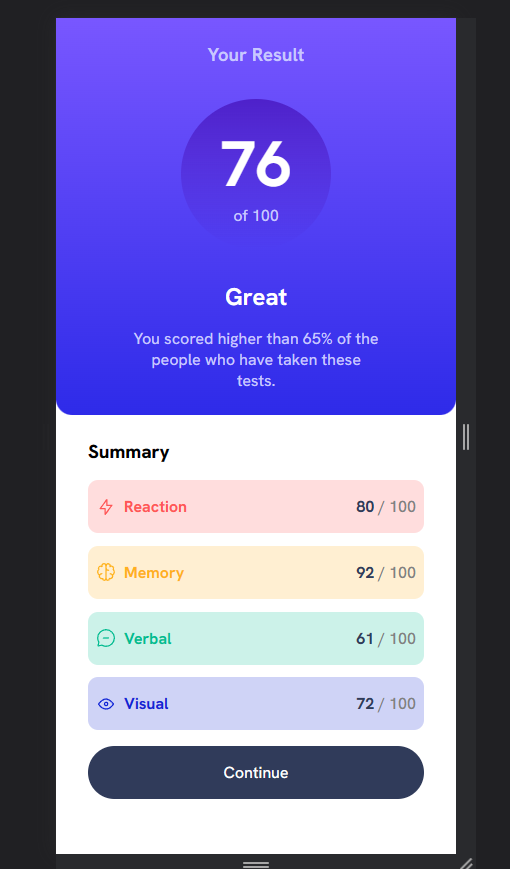 Your Result
76
of 100
Great
You scored higher than 65% of the
people who have taken these
tests.
Summary
Reaction 80 / 100
Memory 92 / 100
Verbal 61 / 100
Visual 72 / 100
Continue